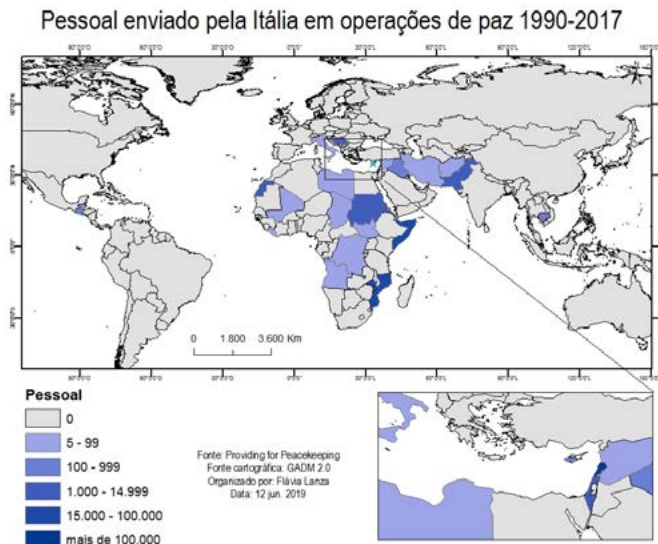 Pessoal enviado pela Itália em operações de paz 1990-2017
0 1.800 3.600 Km
Pessoal
0
5 - 99
100 - 999
1.000 - 14.999
15.000 - 100.000
mais de 100.000
Fonte: Providing for Peacekeeping
Fonte cartográfica: GADM 2.0
Organizado por: Flávia Lanza
Data: 12 jun. 2019